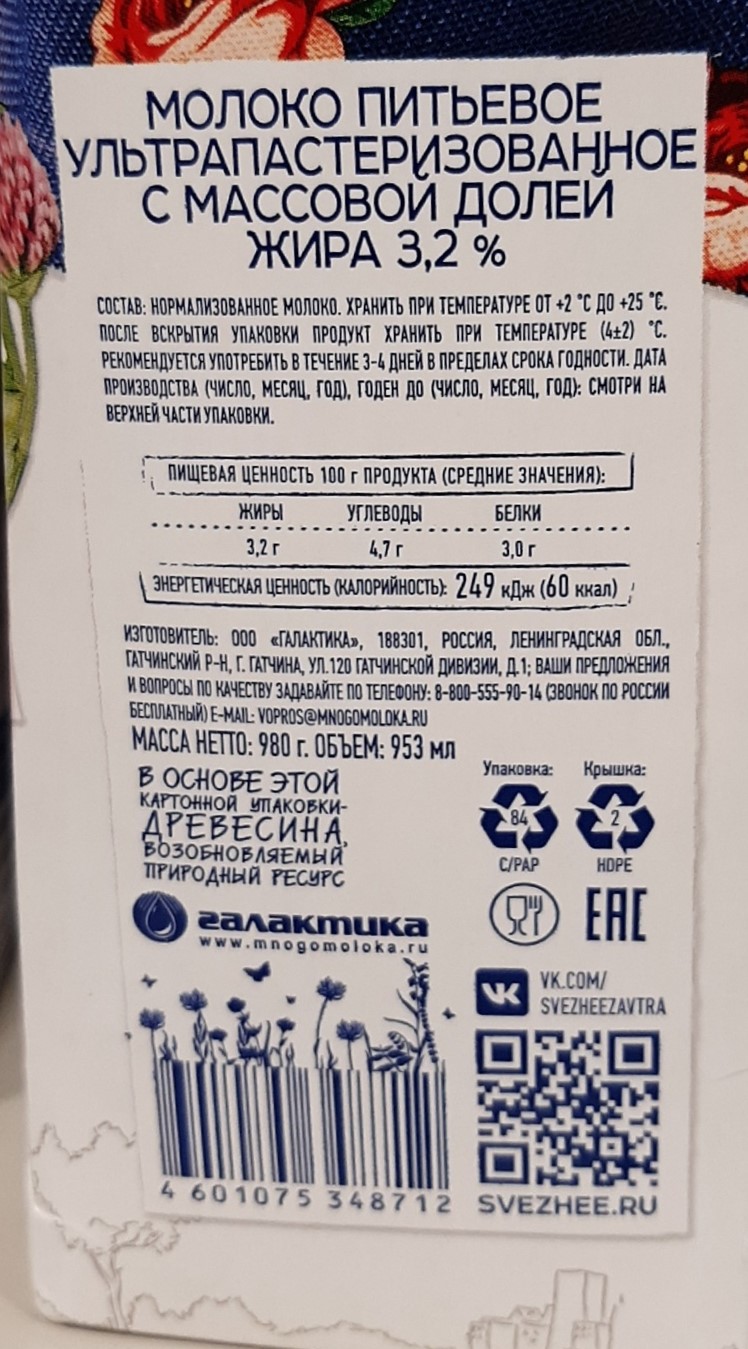 МОЛОКО ПИТЬЕВОЕ
УЛЬТРАПАСТЕРИЗОВАННОЕ
С МАССОВОЙ ДОЛЕЙ
ЖИРА 3,2 %
СОСТАВ: НОРМАЛИЗОВАННОЕ МОЛОКО. ХРАНИТЬ ПРИ ТЕМПЕРАТУРЕ ОТ +2 °С ДО +25 °С.
ПОСЛЕ ВСКРЫТИЯ УПАКОВКИ ПРОДУКТ ХРАНИТЬ ПРИ ТЕМПЕРАТУРЕ (4±2) °С.
РЕКОМЕНДУЕТСЯ УПОТРЕБИТЬ В ТЕЧЕНИЕ 3-4 ДНЕЙ В ПРЕДЕЛАХ СРОКА ГОДНОСТИ. ДАТА
ПРОИЗВОДСТВА (ЧИСЛО, МЕСЯЦ, ГОД), ГОДЕН ДО (ЧИСЛО, МЕСЯЦ, ГОД): СМОТРИ НА
ВЕРХНЕЙ ЧАСТИ УПАКОВКИ.
ПИЩЕВАЯ ЦЕННОСТЬ 100 г ПРОДУКТА (СРЕДНИЕ ЗНАЧЕНИЯ):
ЖИРЫ УГЛЕВОДЫ БЕЛКИ
3,2 г 4,7 г 3,0 г
ЭНЕРГЕТИЧЕСКАЯ ЦЕННОСТЬ (КАЛОРИЙНОСТЬ): 249 кДж (60 ккал)
ИЗГОТОВИТЕЛЬ: ООО «ГАЛАКТИКА», 188301, РОССИЯ, ЛЕНИНГРАДСКАЯ ОБЛ.,
ГАТЧИНСКИЙ Р-Н, Г. ГАТЧИНА, УЛ.120 ГАТЧИНСКОЙ ДИВИЗИИ, Д.1; ВАШИ ПРЕДЛОЖЕНИЯ
И ВОПРОСЫ ПО КАЧЕСТВУ ЗАДАВАЙТЕ ПО ТЕЛЕФОНУ: 8-800-555-90-14 (ЗВОНОК ПО РОССИИ
БЕСПЛАТНЫЙ) E-MAIL: VOPROS@MNOGOMOLOKA.RU
МАССА НЕТТО: 980 г. ОБЪЕМ: 953 мл
В ОСНОВЕ ЭТОЙ
КАРТОННОЙ УПАКОВКИ-
ДРЕВЕСИНА,
ВОЗОБНОВЛЯЕМЫЙ
ПРИРОДНЫЙ РЕСУРС
Упаковка: Крышка:
84 2
C/PAP HDPE
EAC
галактика
www.mnogomoloka.ru
VK.COM/
SVEZHEEZAVTRA
4 601075 348712
SVEZHEE.RU